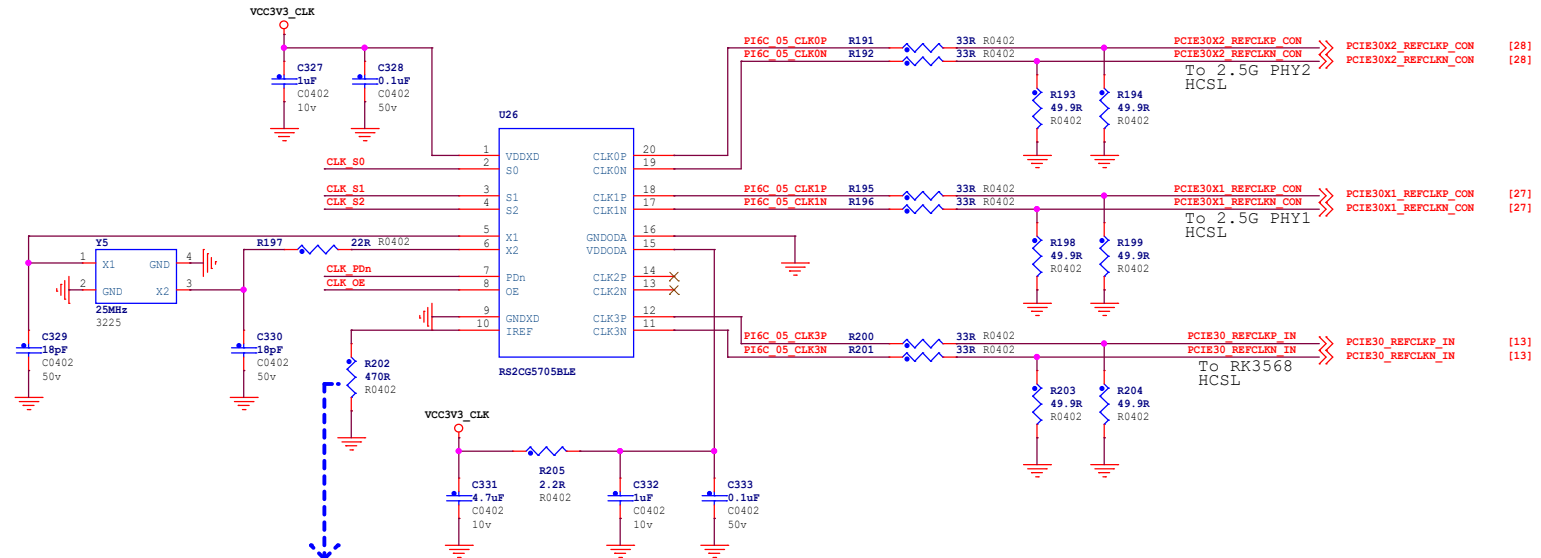 VCC3V3_CLK
C327
1uF
C0402
10v
C328
0.1uF
C0402
50v
U26
1 VDDXD CLK0P 20
CLK_S0 2 S0 CLK0N 19
CLK_S1 3 S1 CLK1P 18
CLK_S2 4 S2 CLK1N 17
5 X1 GNDODA 16
6 X2 VDDODA 15
CLK_PDn 7 PDn CLK2P 14
CLK_OE 8 OE CLK2N 13
9 GNDXD CLK3P 12
10 IREF CLK3N 11
RS2CG5705BLE
PI6C_05_CLK0P R191 33R R0402 PCIE30X2_REFCLKP_CON PCIE30X2_REFCLKP_CON [28]
PI6C_05_CLK0N R192 33R R0402 PCIE30X2_REFCLKN_CON PCIE30X2_REFCLKN_CON [28]
To 2.5G PHY2
HCSL
R193
49.9R
R0402
R194
49.9R
R0402
PI6C_05_CLK1P R195 33R R0402 PCIE30X1_REFCLKP_CON PCIE30X1_REFCLKP_CON [27]
PI6C_05_CLK1N R196 33R R0402 PCIE30X1_REFCLKN_CON PCIE30X1_REFCLKN_CON [27]
To 2.5G PHY1
HCSL
R198
49.9R
R0402
R199
49.9R
R0402
PI6C_05_CLK3P R200 33R R0402 PCIE30_REFCLKP_IN PCIE30_REFCLKP_IN [13]
PI6C_05_CLK3N R201 33R R0402 PCIE30_REFCLKN_IN PCIE30_REFCLKN_IN [13]
To RK3568
HCSL
R203
49.9R
R0402
R204
49.9R
R0402
Y5
1 X1 GND 4
2 GND X2 3
25MHz
3225
R197 22R R0402
C329
18pF
C0402
50v
C330
18pF
C0402
50v
R202
470R
R0402
VCC3V3_CLK
R205
2.2R
R0402
C331
4.7uF
C0402
10v
C332
1uF
C0402
10v
C333
0.1uF
C0402
50v